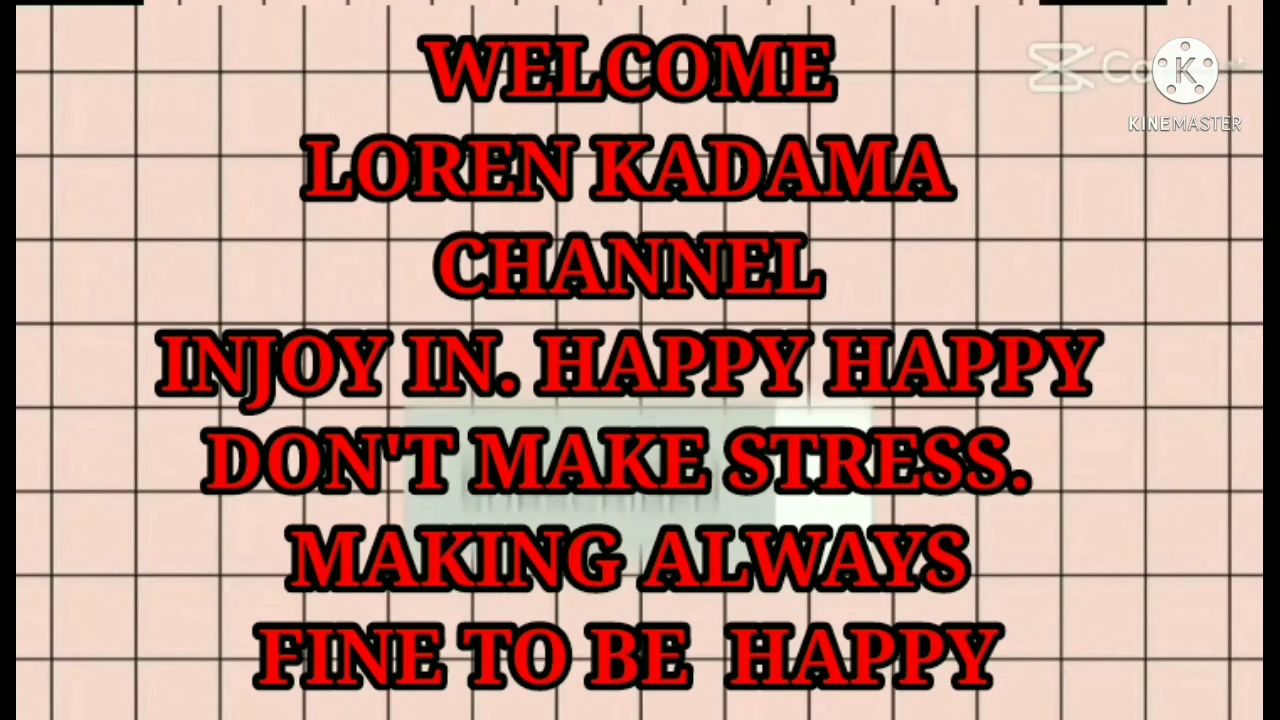 WELCOME
LOREN KADAMA
CHANNEL
INJOY IN. HAPPY HAPPY
DON'T MAKE STRESS.
MAKING ALWAYS
FINE TO BE HAPPY
K
KINEMASTER